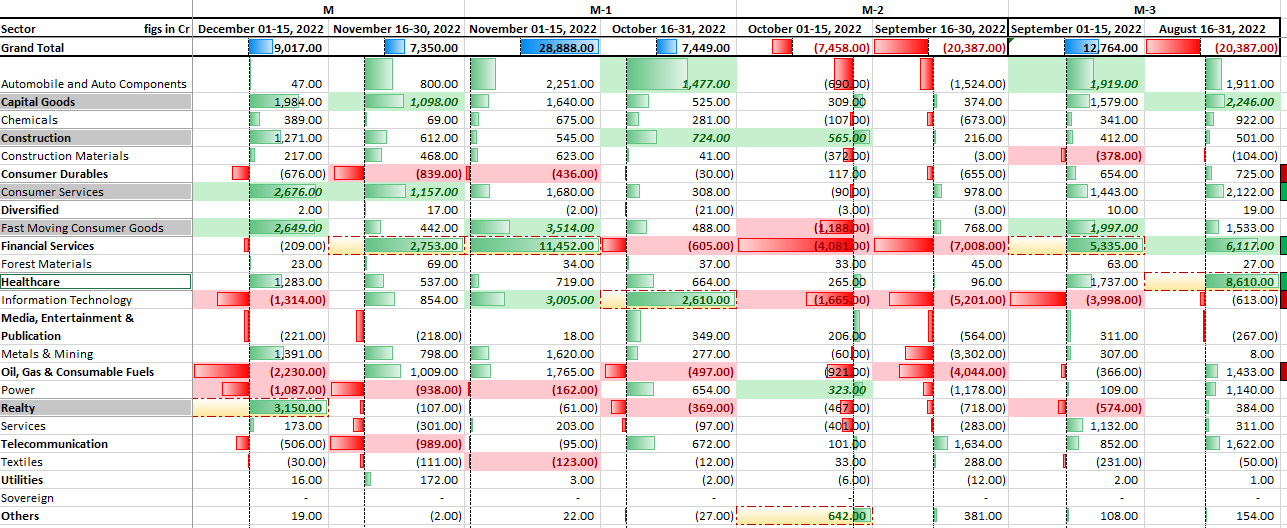 M M-1 M-2 M-3
Sector figs in Cr December 01-15, 2022 November 16-30, 2022 November 01-15, 2022 October 16-31, 2022 October 01-15, 2022 September 16-30, 2022 September 01-15, 2022 August 16-31, 2022
Grand Total 9,017.00 7,350.00 28,888.00 7,449.00 (7,458.00) (20,387.00) 12,764.00 (20,387.00)
Automobile and Auto Components 47.00 800.00 2,251.00 1,477.00 (690.00) (1,524.00) 1,919.00 1,911.00
Capital Goods 1,984.00 1,098.00 1,640.00 525.00 309.00 374.00 1,579.00 2,246.00
Chemicals 389.00 69.00 675.00 281.00 (107.00) (673.00) 341.00 922.00
Construction 1,271.00 612.00 545.00 724.00 565.00 216.00 412.00 501.00
Construction Materials 217.00 468.00 623.00 41.00 (372.00) (3.00) (378.00) (104.00)
Consumer Durables (676.00) (839.00) (436.00) (30.00) 117.00 (655.00) 654.00 725.00
Consumer Services 2,676.00 1,157.00 1,680.00 308.00 (90.00) 978.00 1,443.00 2,122.00
Diversified 2.00 17.00 (2.00) (21.00) (3.00) (3.00) 10.00 19.00
Fast Moving Consumer Goods 2,649.00 442.00 3,514.00 488.00 (1,188.00) 768.00 1,997.00 1,533.00
Financial Services (209.00) 2,753.00 11,452.00 (605.00) (4,081.00) (7,008.00) 5,335.00 6,117.00
Forest Materials 23.00 69.00 34.00 37.00 33.00 45.00 63.00 27.00
Healthcare 1,283.00 537.00 719.00 664.00 265.00 96.00 1,737.00 8,610.00
Information Technology (1,314.00) 854.00 3,005.00 2,610.00 (1,665.00) (5,201.00) (3,998.00) (613.00)
Media, Entertainment &
Publication (221.00) (218.00) 18.00 349.00 206.00 (564.00) 311.00 (267.00)
Metals & Mining 1,391.00 798.00 1,620.00 277.00 (60.00) (3,302.00) 307.00 8.00
Oil, Gas & Consumable Fuels (2,230.00) 1,009.00 1,765.00 (497.00) (921.00) (4,044.00) (366.00) 1,433.00
Power (1,087.00) (938.00) (162.00) 654.00 323.00 (1,178.00) 109.00 1,140.00
Realty 3,150.00 (107.00) (61.00) (369.00) (467.00) (718.00) (574.00) 384.00
Services 173.00 (301.00) 203.00 (97.00) (401.00) (283.00) 1,132.00 311.00
Telecommunication (506.00) (989.00) (95.00) 672.00 101.00 1,634.00 852.00 1,622.00
Textiles (30.00) (111.00) (123.00) (12.00) 33.00 288.00 (231.00) (50.00)
Utilities 16.00 172.00 3.00 (2.00) (6.00) (12.00) 2.00 1.00
Sovereign - - - - - - - -
Others 19.00 (2.00) 22.00 (27.00) 642.00 381.00 108.00 154.00